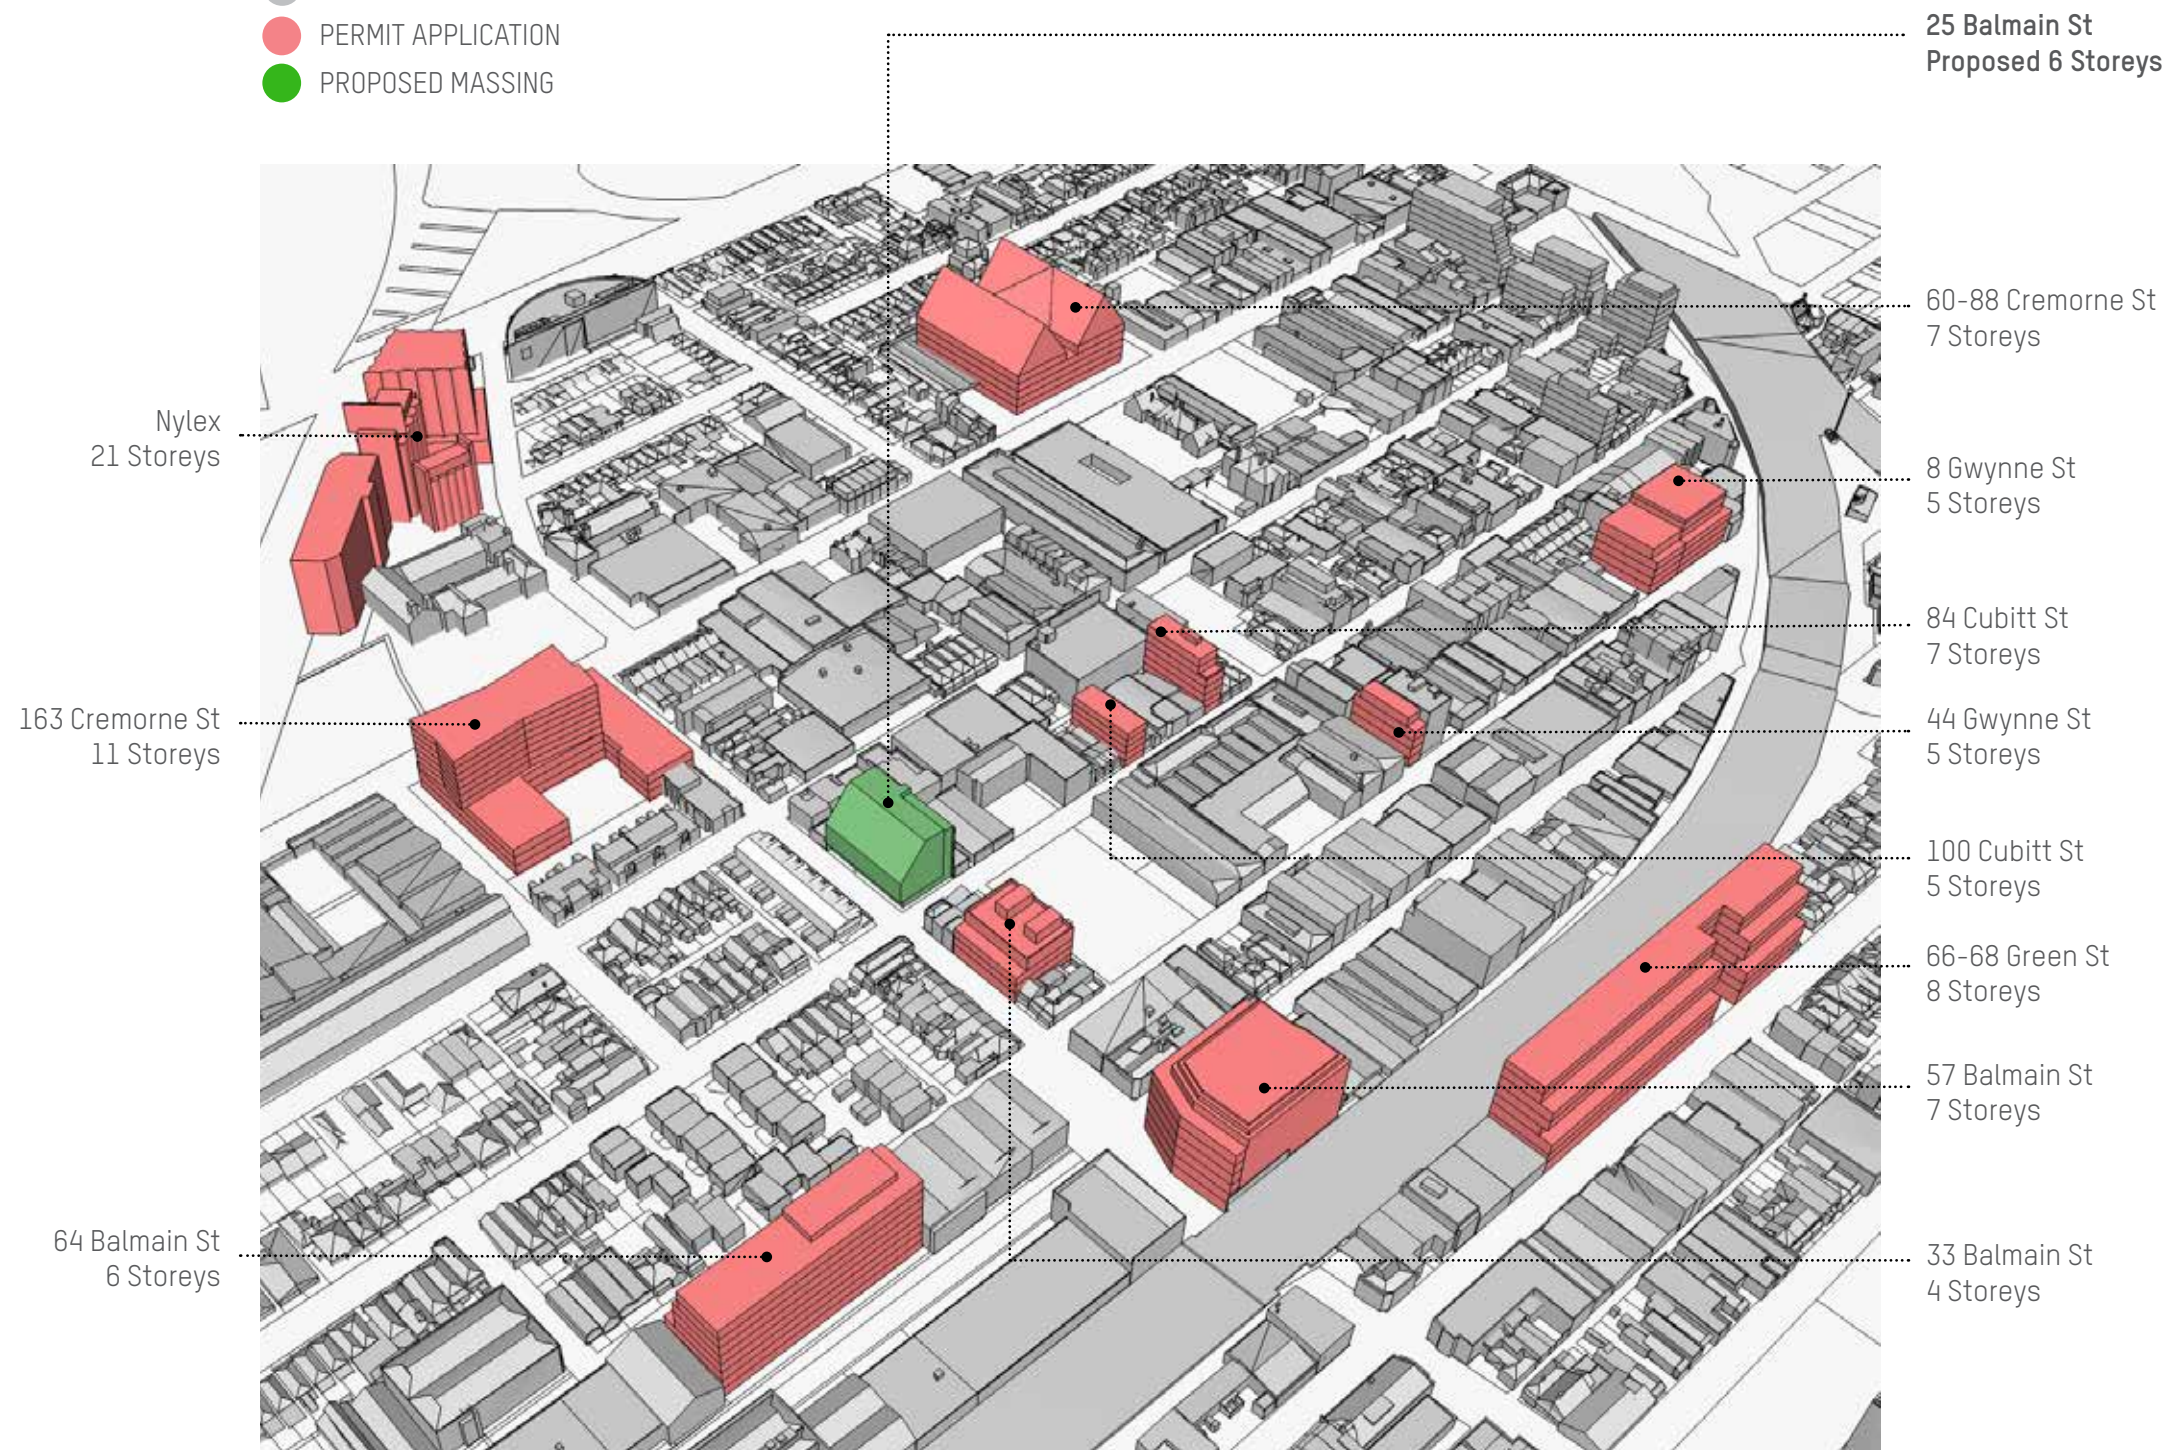 PERMIT APPLICATION
PROPOSED MASSING
25 Balmain St
Proposed 6 Storeys
60-88 Cremorne St
7 Storeys
Nylex
21 Storeys
8 Gwynne St
5 Storeys
84 Cubitt St
7 Storeys
163 Cremorne St
11 Storeys
44 Gwynne St
5 Storeys
100 Cubitt St
5 Storeys
66-68 Green St
8 Storeys
57 Balmain St
7 Storeys
64 Balmain St
6 Storeys
33 Balmain St
4 Storeys